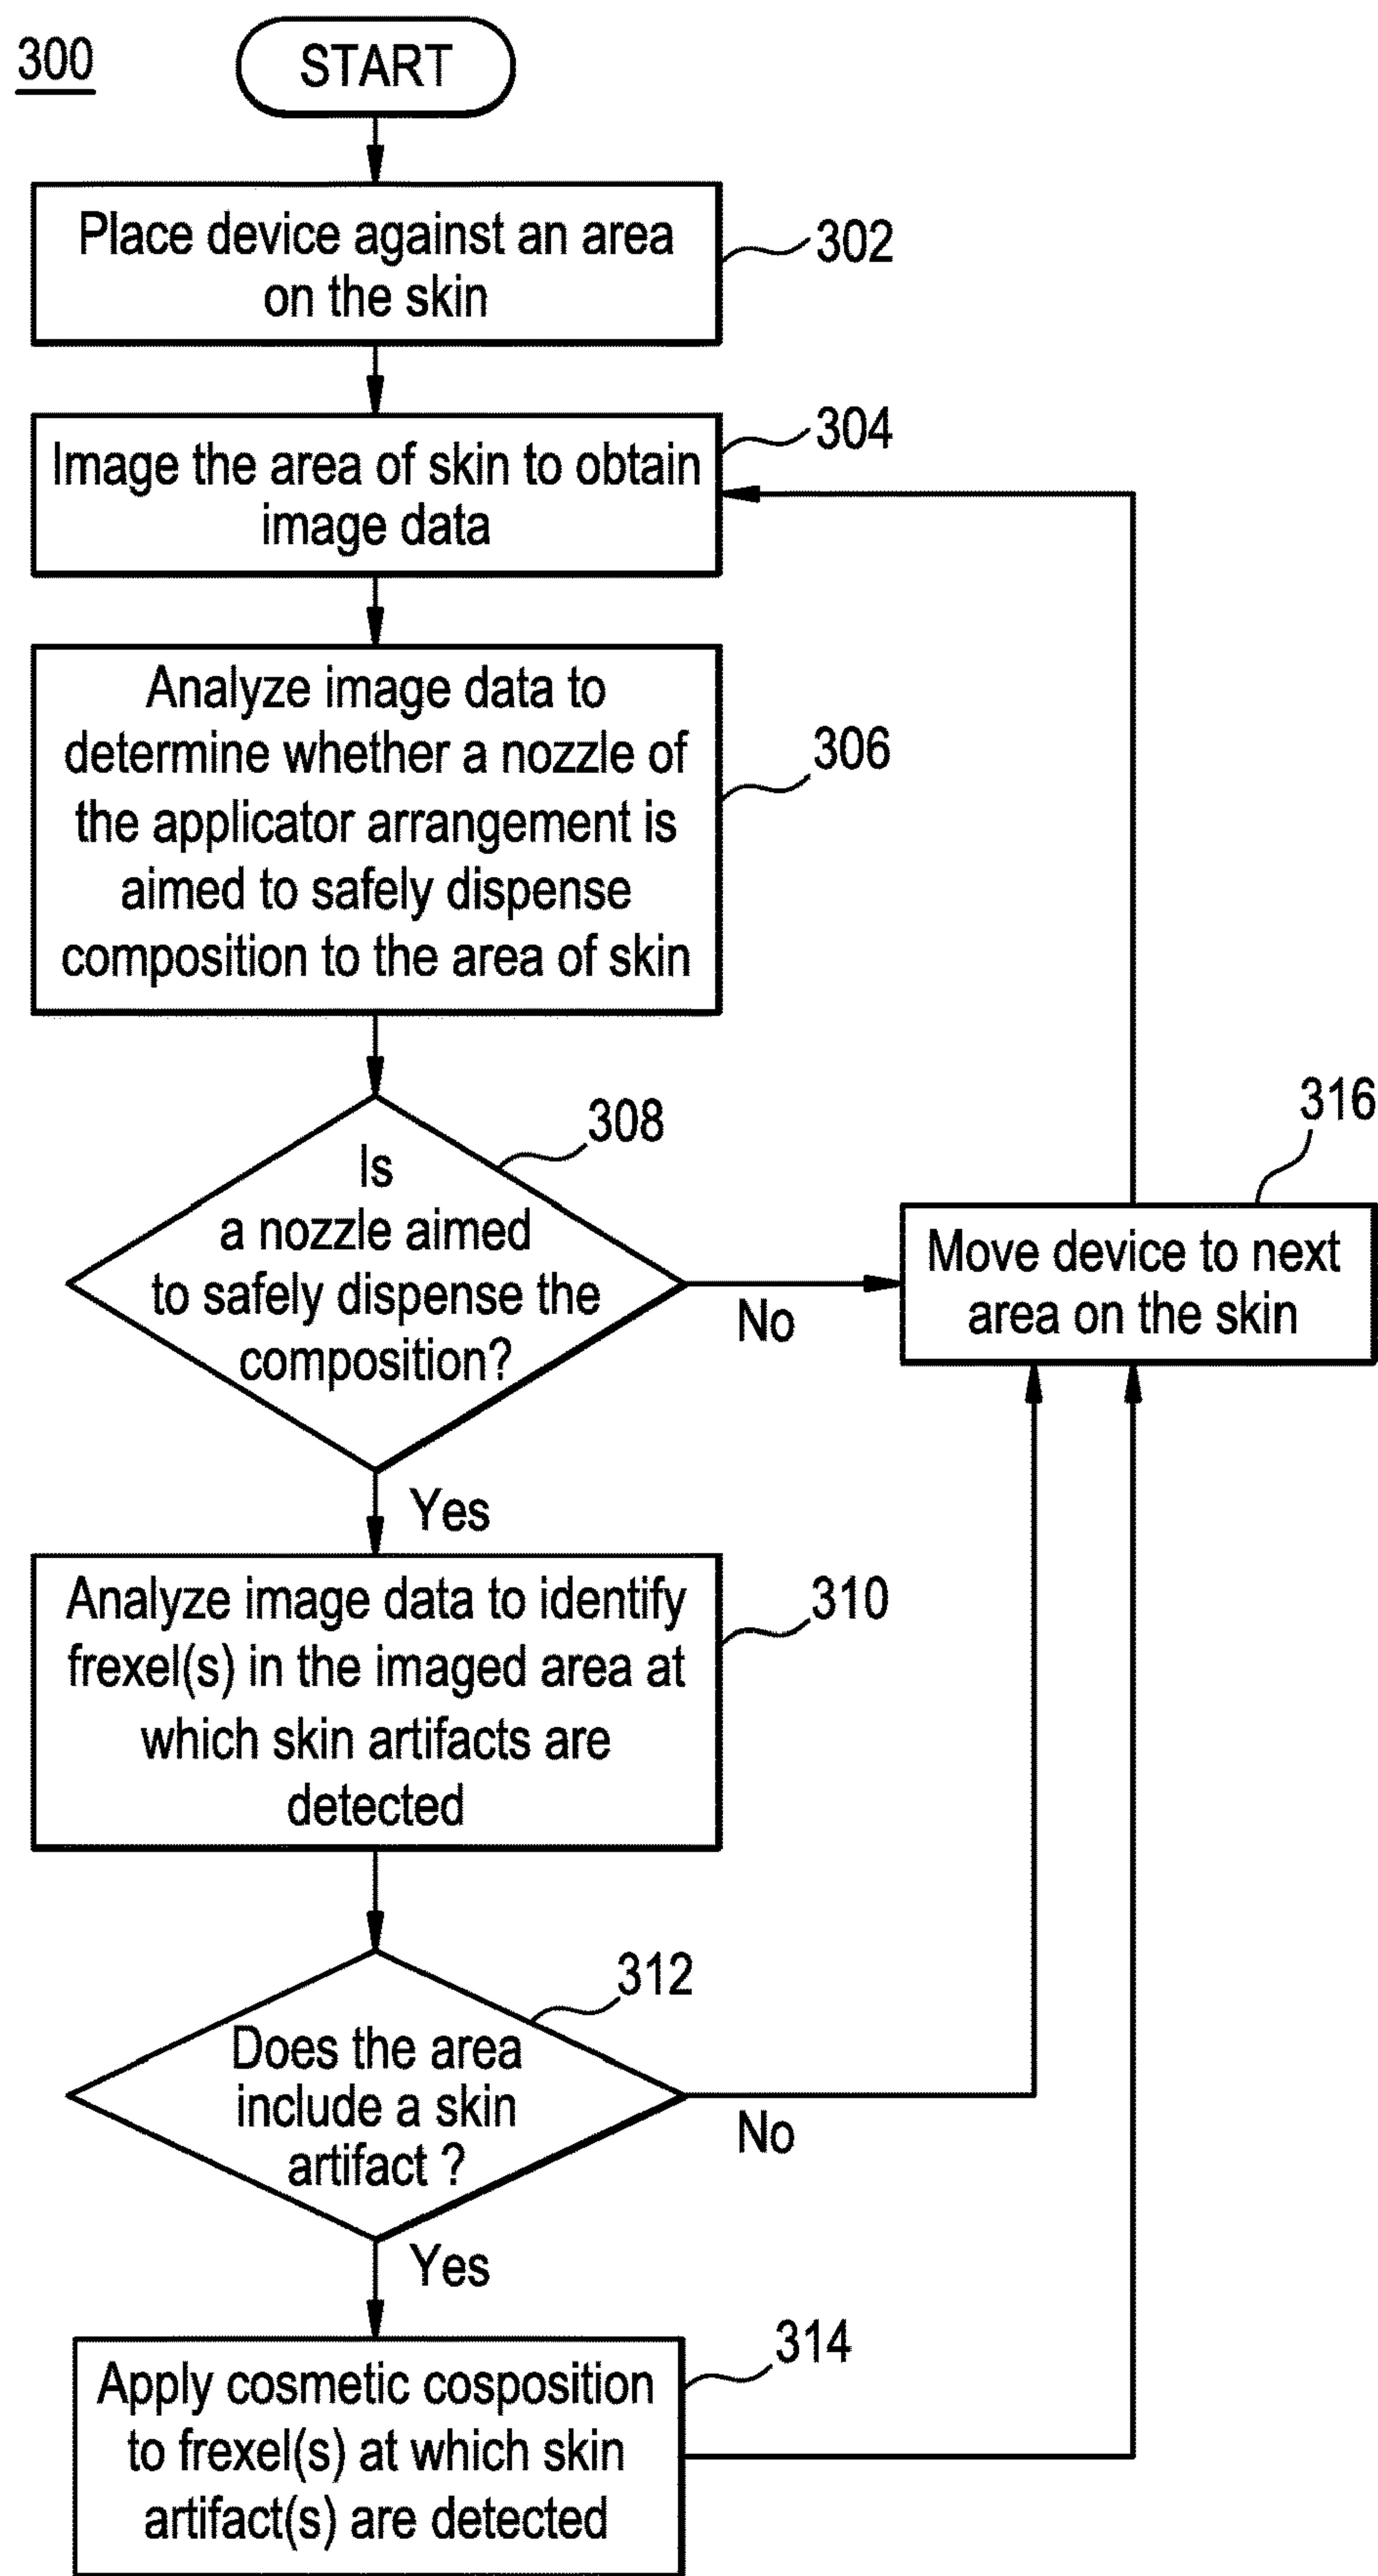 300
START
Place device against an area
on the skin
302
Image the area of skin to obtain
image data
304
Analyze image data to
determine whether a nozzle of
the applicator arrangement is
aimed to safely dispense
composition to the area of skin
306
Is
a nozzle aimed
to safely dispense the
composition?
308
No
Yes
316
Move device to next
area on the skin
Analyze image data to identify
frexel(s) in the imaged area at
which skin artifacts are
detected
310
Does the area
include a skin
artifact ?
312
No
Yes
Apply cosmetic cosposition
to frexel(s) at which skin
artifact(s) are detected
314